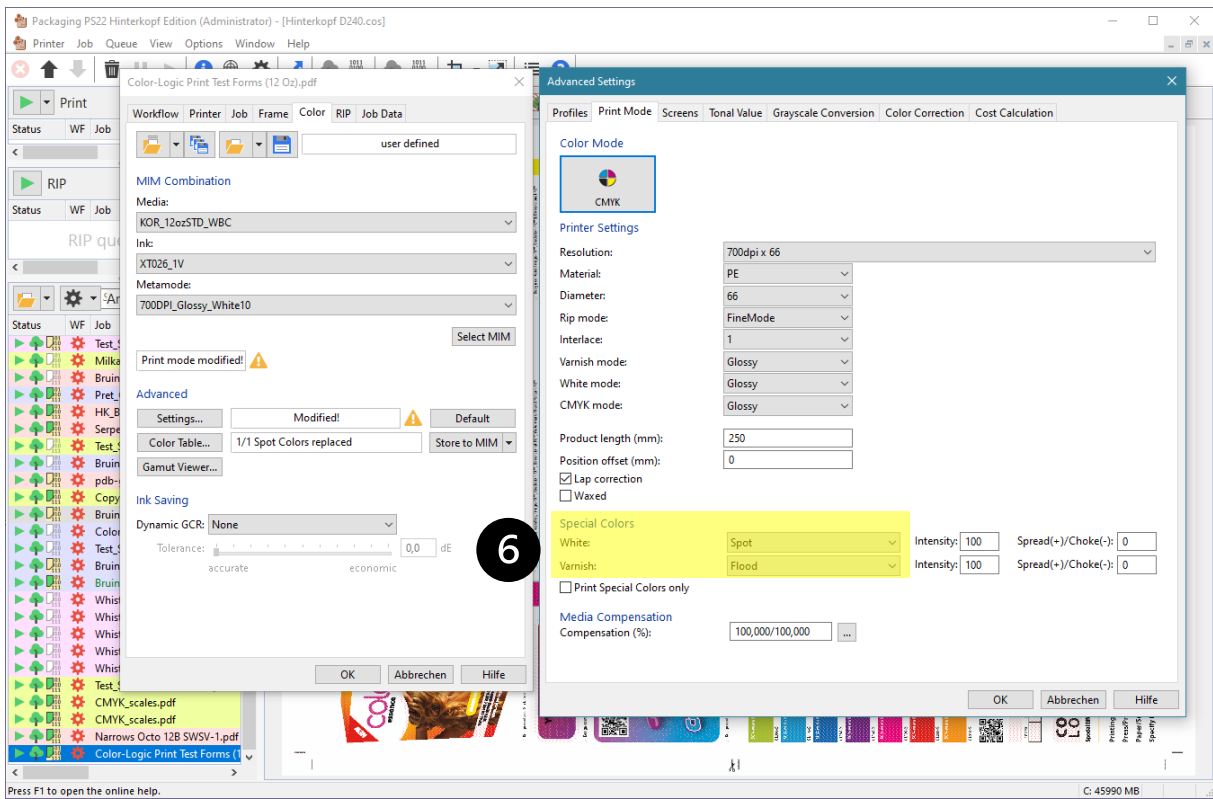 Packaging PS22 Hinterkopf Edition (Administrator) - [Hinterkopf D240.cos]
Printer Job Queue View Options Window Help
Print
Status WF Job
RIP
Status WF Job
RIP que
Status WF Job
Test_S
Milka
Bruin
Pret_
HK_B
Serpe
Test_S
Bruin
pdb-
Copy
Bruin
Color
Test_S
Bruin
Bruin
Whist
Whist
Whist
Whist
Whist
Test_S
CMYK_scales.pdf
CMYK_scales.pdf
Narrows Octo 12B SWSV-1.pdf
Color-Logic Print Test Forms (1
Color-Logic Print Test Forms (12 Oz).pdf
Workflow Printer Job Frame Color RIP Job Data
user defined
MIM Combination
Media:
KOR_12ozSTD_WBC
Ink:
XT026_1V
Metamode:
700DPI_Glossy_White10
Select MIM
Print mode modified!
Advanced
Settings... Modified! Default
Color Table... 1/1 Spot Colors replaced Store to MIM
Gamut Viewer...
Ink Saving
Dynamic GCR: None
Tolerance: 0,0 dE
accurate economic
OK Abbrechen Hilfe
6
Advanced Settings
Profiles Print Mode Screens Tonal Value Grayscale Conversion Color Correction Cost Calculation
Color Mode
CMYK
Printer Settings
Resolution: 700dpi x 66
Material: PE
Diameter: 66
Rip mode: FineMode
Interlace: 1
Varnish mode: Glossy
White mode: Glossy
CMYK mode: Glossy
Product length (mm): 250
Position offset (mm): 0
Lap correction
Waxed
Special Colors
White: Spot Intensity: 100 Spread(+)/Choke(-): 0
Varnish: Flood Intensity: 100 Spread(+)/Choke(-): 0
Print Special Colors only
Media Compensation
Compensation (%): 100,000/100,000 ...
OK Abbrechen Hilfe
Press F1 to open the online help. C: 45990 MB